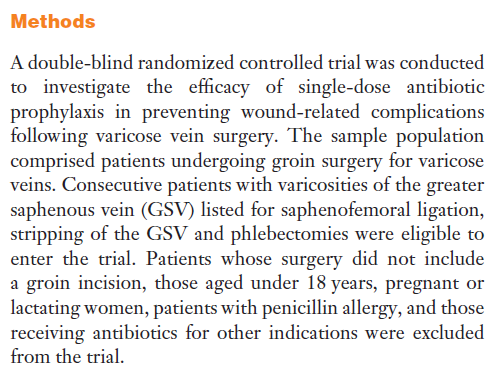 Methods
A double-blind randomized controlled trial was conducted
to investigate the efficacy of single-dose antibiotic
prophylaxis in preventing wound-related complications
following varicose vein surgery. The sample population
comprised patients undergoing groin surgery for varicose
veins. Consecutive patients with varicosities of the greater
saphenous vein (GSV) listed for saphenofemoral ligation,
stripping of the GSV and phlebectomies were eligible to
enter the trial. Patients whose surgery did not include
a groin incision, those aged under 18 years, pregnant or
lactating women, patients with penicillin allergy, and those
receiving antibiotics for other indications were excluded
from the trial.